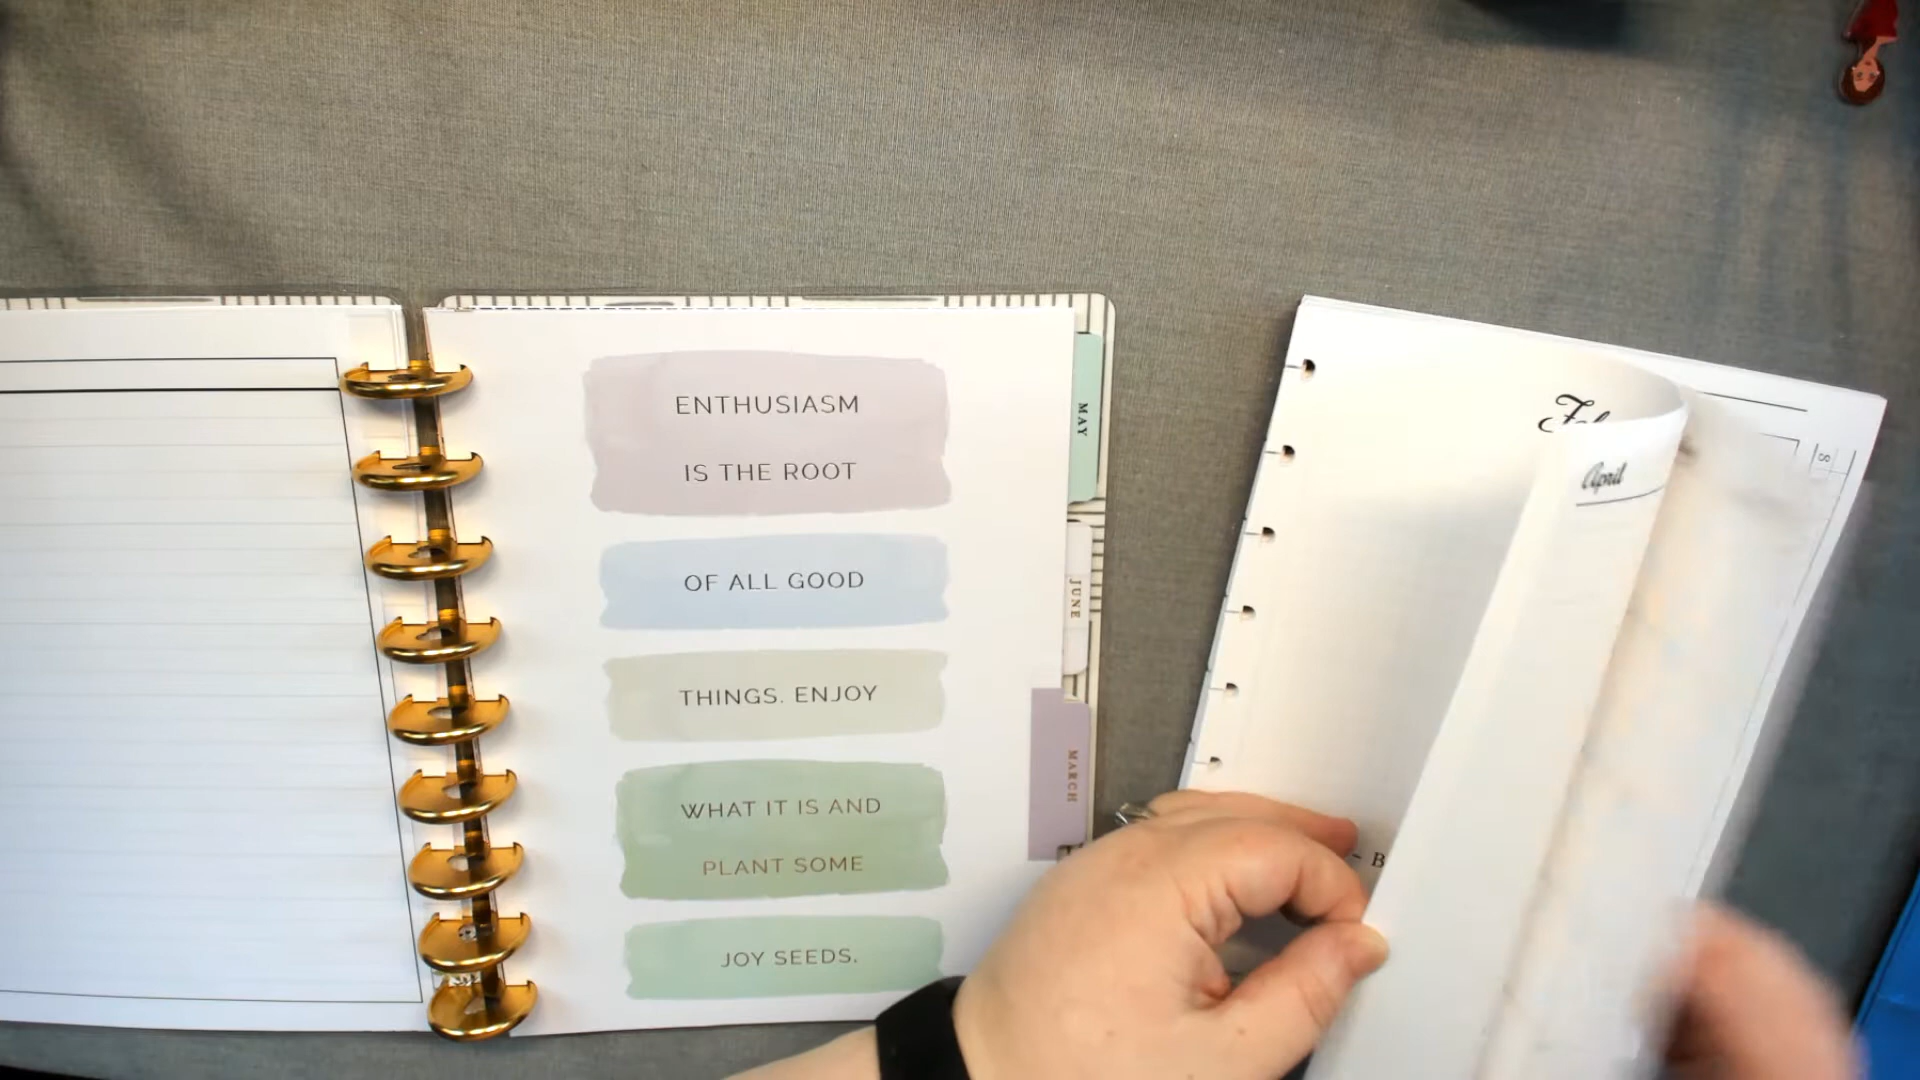 ENTHUSIASM
IS THE ROOT
OF ALL GOOD
THINGS. ENJOY
WHAT IT IS AND
PLANT SOME
JOY SEEDS.
MAY
JUNE
MARCH
April
8